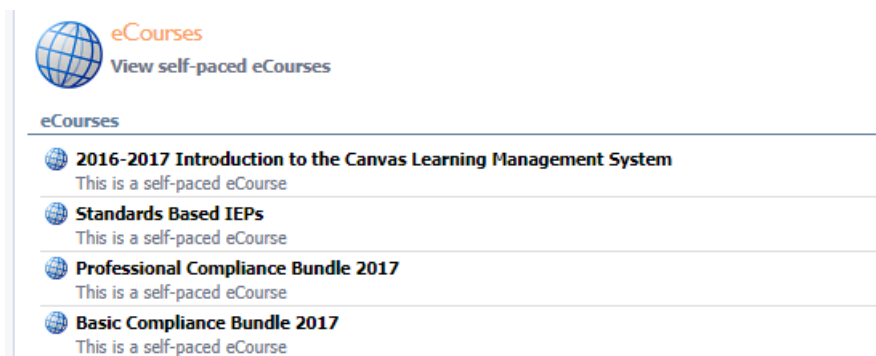 eCourses
View self-paced eCourses
eCourses
2016-2017 Introduction to the Canvas Learning Management System
This is a self-paced eCourse
Standards Based IEPs
This is a self-paced eCourse
Professional Compliance Bundle 2017
This is a self-paced eCourse
Basic Compliance Bundle 2017
This is a self-paced eCourse